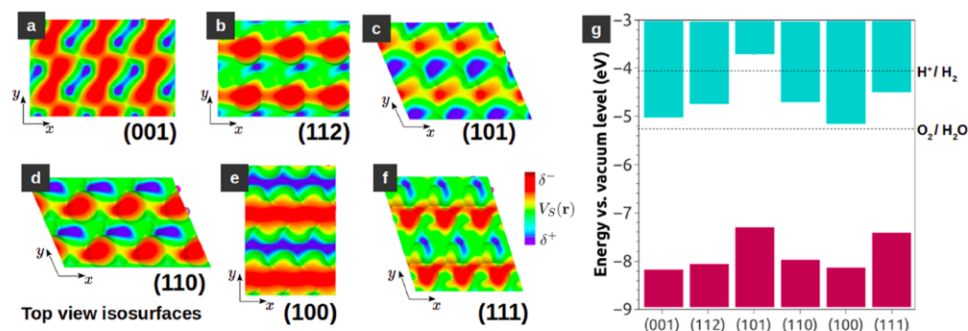 a
y
x
(001)
b
y
x
(112)
c
y
x
(101)
d
y
x
(110)
e
y
x
(100)
f
y
x
(111)
δ⁻
V_S(r)
δ⁺
Top view isosurfaces
g
Energy vs. vacuum level (eV)
-3
-4
-5
-6
-7
-8
-9
H⁺/ H₂
O₂ / H₂O
(001) (112) (101) (110) (100) (111)